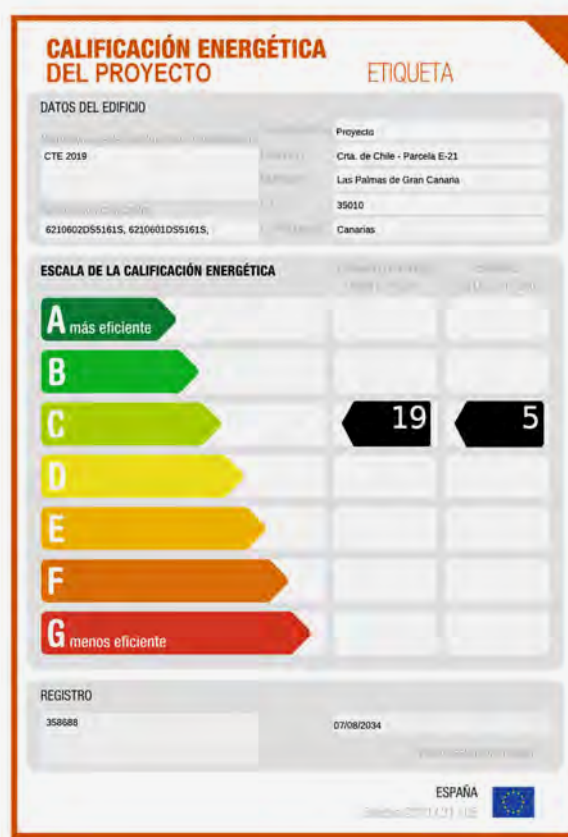 CALIFICACIÓN ENERGÉTICA
DEL PROYECTO
ETIQUETA
DATOS DEL EDIFICIO
Proyecto
CTE 2019
Crta. de Chile - Parcela E-21
Las Palmas de Gran Canaria
35010
6210602DS5161S, 6210601DS5161S,
Canarias
ESCALA DE LA CALIFICACIÓN ENERGÉTICA
A más eficiente
B
C
19
5
D
E
F
G menos eficiente
REGISTRO
358688
07/08/2034
ESPAÑA